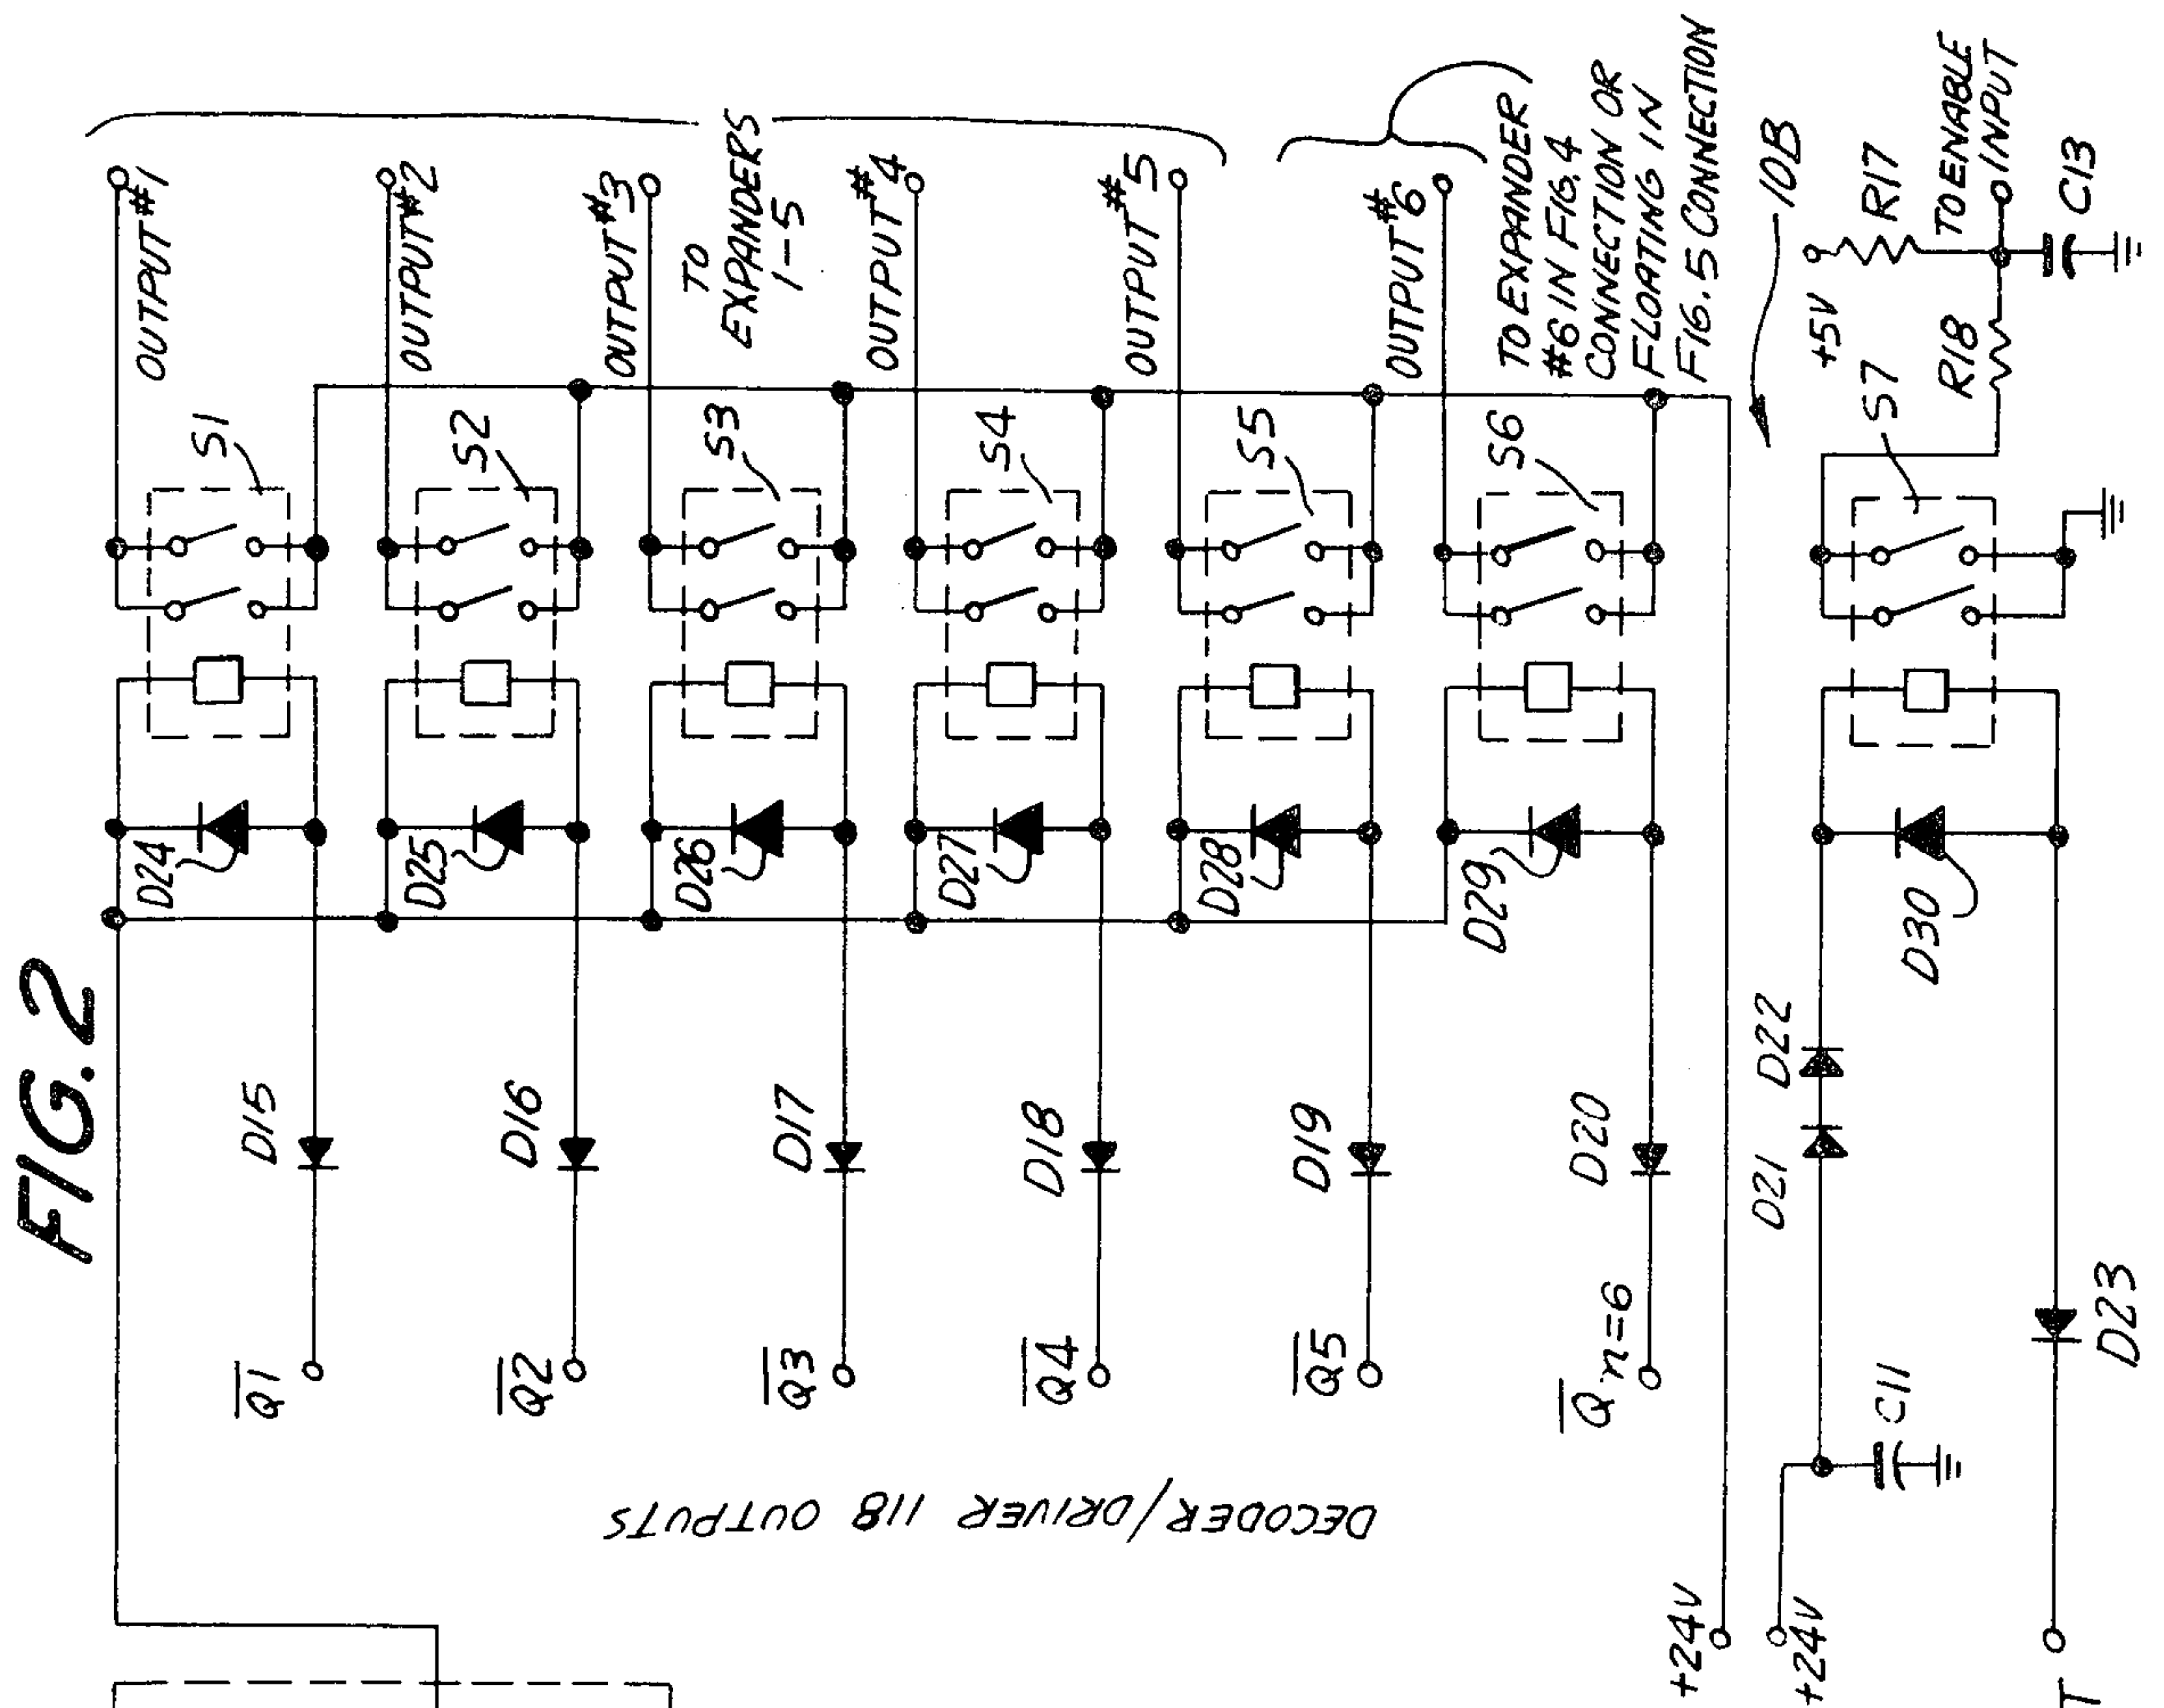 FIG. 2
OUTPUT #1
OUTPUT #2
OUTPUT #3
TO
EXPANDERS
1-5
OUTPUT #4
OUTPUT #5
OUTPUT #6
TO EXPANDER
#6 IN FIG. 4
CONNECTION OR
FLOATING IN
FIG. 5 CONNECTION
S1
S2
S3
S4
S5
S6
D24
D25
D26
D27
D28
D29
D15
D16
D17
D18
D19
D20
Q1
Q2
Q3
Q4
Q5
Q n=6
DECODER/DRIVER 118 OUTPUTS
+24V
+24V
10B
+5V
R17
TO ENABLE
INPUT
R18
C13
S7
D30
D21
D22
C11
D23
T